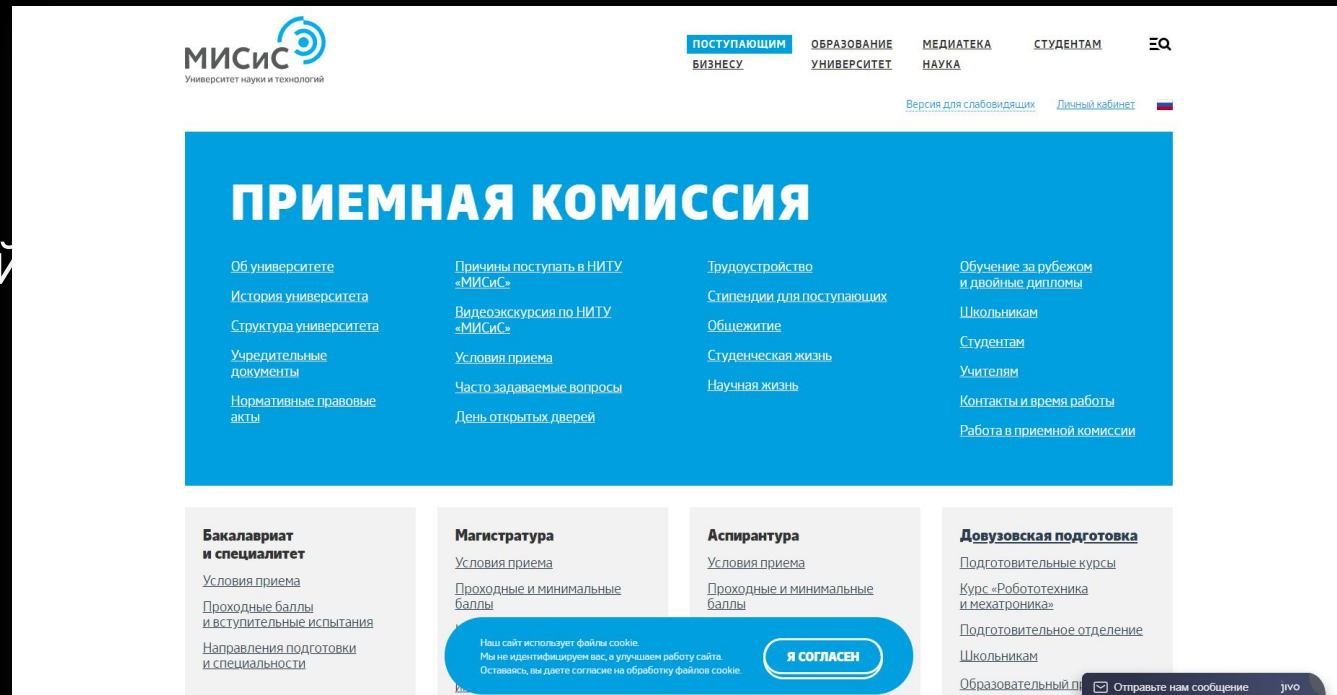 МИСиС
Университет науки и технологий
ПОСТУПАЮЩИМ ОБРАЗОВАНИЕ МЕДИАТЕКА СТУДЕНТАМ
БИЗНЕСУ УНИВЕРСИТЕТ НАУКА
Версия для слабовидящих Личный кабинет
ПРИЕМНАЯ КОМИССИЯ
Об университете
История университета
Структура университета
Учредительные
документы
Нормативные правовые
акты
Причины поступать в НИТУ
«МИСиС»
Видеоэкскурсия по НИТУ
«МИСиС»
Условия приема
Часто задаваемые вопросы
День открытых дверей
Трудоустройство
Стипендии для поступающих
Общежитие
Студенческая жизнь
Научная жизнь
Обучение за рубежом
и двойные дипломы
Школьникам
Студентам
Учителям
Контакты и время работы
Работа в приемной комиссии
Бакалавриат
и специалитет
Условия приема
Проходные баллы
и вступительные испытания
Направления подготовки
и специальности
Магистратура
Условия приема
Проходные и минимальные
баллы
Аспирантура
Условия приема
Проходные и минимальные
баллы
Довузовская подготовка
Подготовительные курсы
Курс «Робототехника
и мехатроника»
Подготовительное отделение
Школьникам
Образовательный
Наш сайт использует файлы cookie.
Мы не идентифицируем вас, а улучшаем работу сайта.
Оставаясь, вы даете согласие на обработку файлов cookie.
Я СОГЛАСЕН
Отправьте нам сообщение jivo